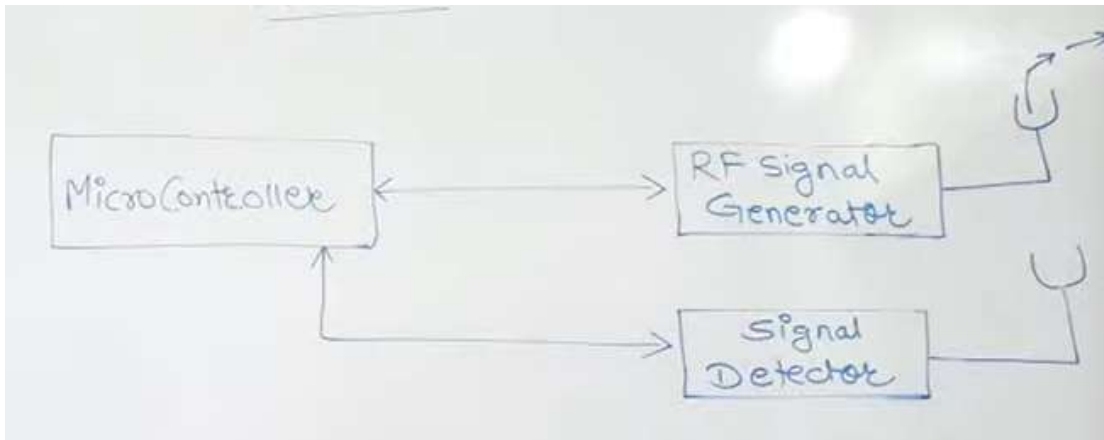 MicroController
RF Signal
Generator
Signal
Detector